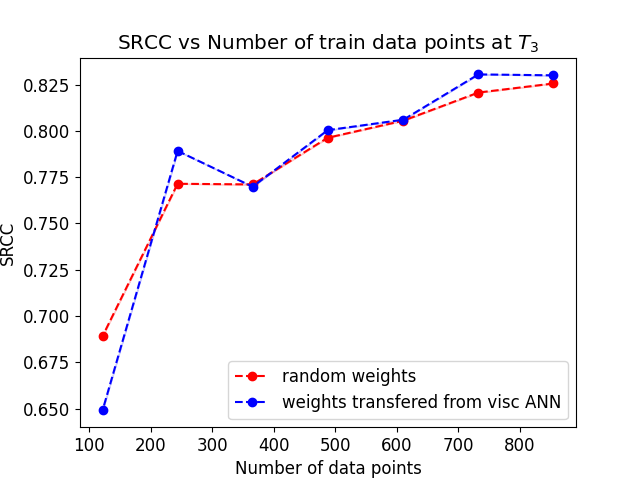 SRCC vs Number of train data points at $T_3$
0.825
0.800
0.775
0.750
0.725
0.700
0.675
0.650
SRCC
random weights
weights transfered from visc ANN
100 200 300 400 500 600 700 800
Number of data points